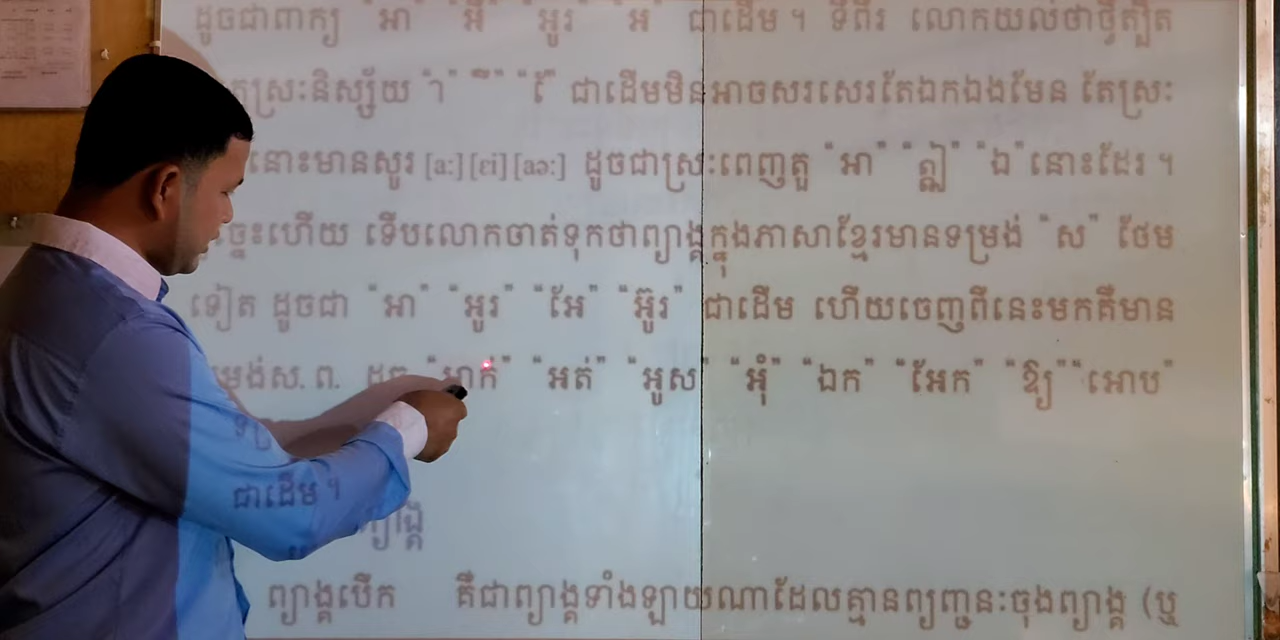 ដូចជាពាក្យ "អា" "អី" "អូរ" "អ" ជាដើម ។ ទីពីរ លោកយល់ថាថ្វីត្បិត
ស្រៈនិស្ស័យ "ា" "ី" "ែ" ជាដើមមិនអាចសរសេរតែឯកឯងមែន តែស្រៈ
នោះមានសូរ [a:] [ɛi] [aə:] ដូចជាស្រៈពេញតួ "អា" "ឦ" "ឯ" នោះដែរ ។
ច្នេះហើយ ទើបលោកចាត់ទុកថាព្យាង្គក្នុងភាសាខ្មែរមានទម្រង់ "ស" ថែម
ទៀត ដូចជា "អា" "អូរ" "អែ" "អ៊ូរ" ជាដើម ហើយចេញពីនេះមកគឺមាន
ទម្រង់ស.ព. ដូច "អាក់" "អត់" "អូស" "អុំ" "ឯក" "អែក" "ឱ្យ" "អោប"
ជាដើម ។
ព្យាង្គ
ព្យាង្គបើក គឺជាព្យាង្គទាំងឡាយណាដែលគ្មានព្យញ្ជនៈចុងព្យាង្គ (ឬ